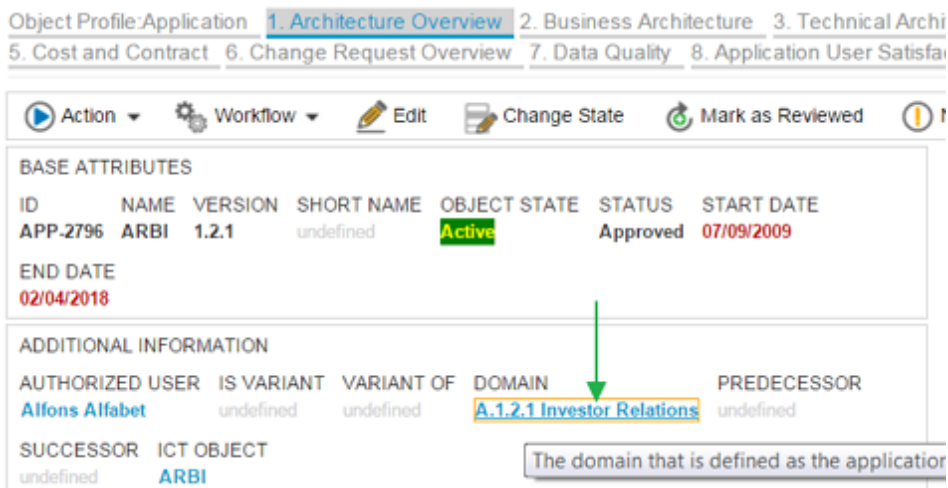 Object Profile:Application 1. Architecture Overview 2. Business Architecture 3. Technical
5. Cost and Contract 6. Change Request Overview 7. Data Quality 8. Application User
Action Workflow Edit Change State Mark as Reviewed
BASE ATTRIBUTES
ID NAME VERSION SHORT NAME OBJECT STATE STATUS START DATE
APP-2796 ARBI 1.2.1 undefined Active Approved 07/09/2009
END DATE
02/04/2018
ADDITIONAL INFORMATION
AUTHORIZED USER IS VARIANT VARIANT OF DOMAIN PREDECESSOR
Alfons Alfabet undefined undefined A.1.2.1 Investor Relations undefined
SUCCESSOR ICT OBJECT
The domain that is defined as the application
undefined ARBI